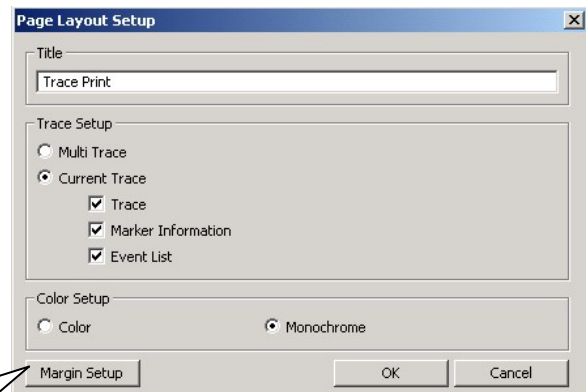 Page Layout Setup
Title
Trace Print
Trace Setup
Multi Trace
Current Trace
Trace
Marker Information
Event List
Color Setup
Color
Monochrome
Margin Setup
OK
Cancel